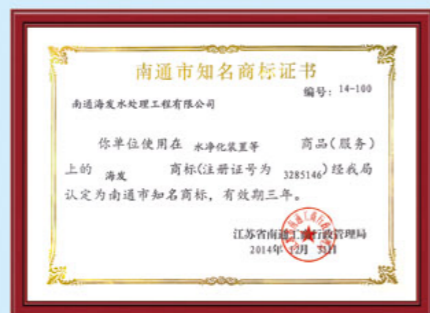 南通市知名商标证书
编号：14-100
南通海发水处理工程有限公司
你单位使用在 水净化装置等 商品(服务)
上的 海发 商标(注册证号为 3285146)经我局
认定为南通市知名商标，有效期三年。
江苏省南通工商行政管理局
2014年12月31日